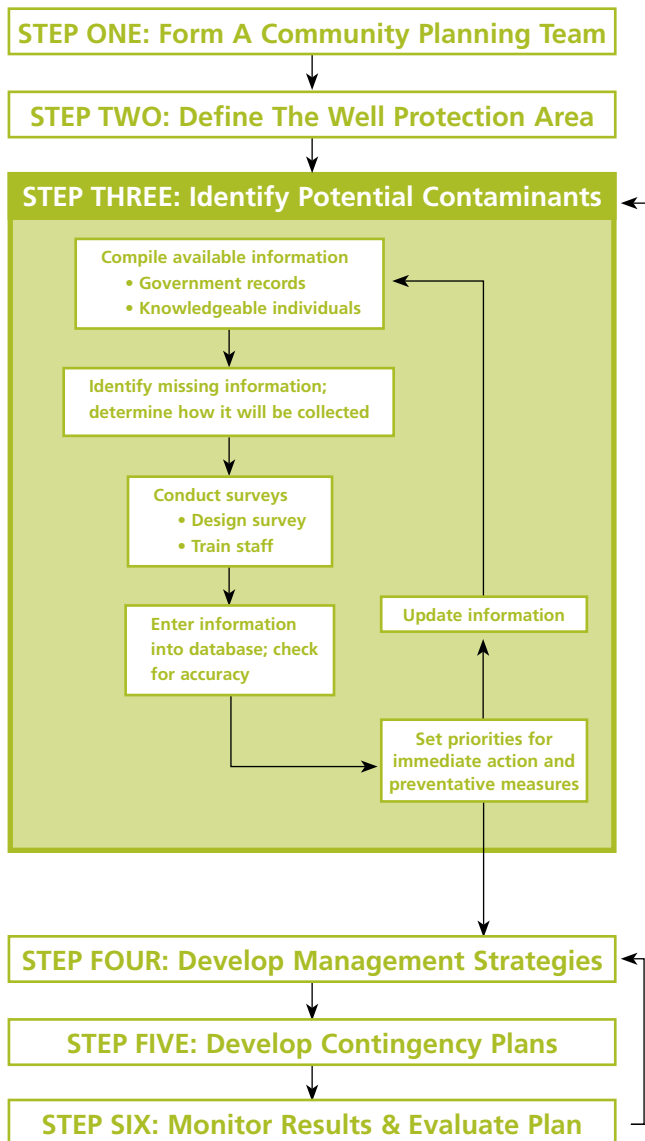 STEP ONE: Form A Community Planning Team
STEP TWO: Define The Well Protection Area
STEP THREE: Identify Potential Contaminants
Compile available information
• Government records
• Knowledgeable individuals
Identify missing information;
determine how it will be collected
Conduct surveys
• Design survey
• Train staff
Enter information
into database; check
for accuracy
Update information
Set priorities for
immediate action and
preventative measures
STEP FOUR: Develop Management Strategies
STEP FIVE: Develop Contingency Plans
STEP SIX: Monitor Results & Evaluate Plan